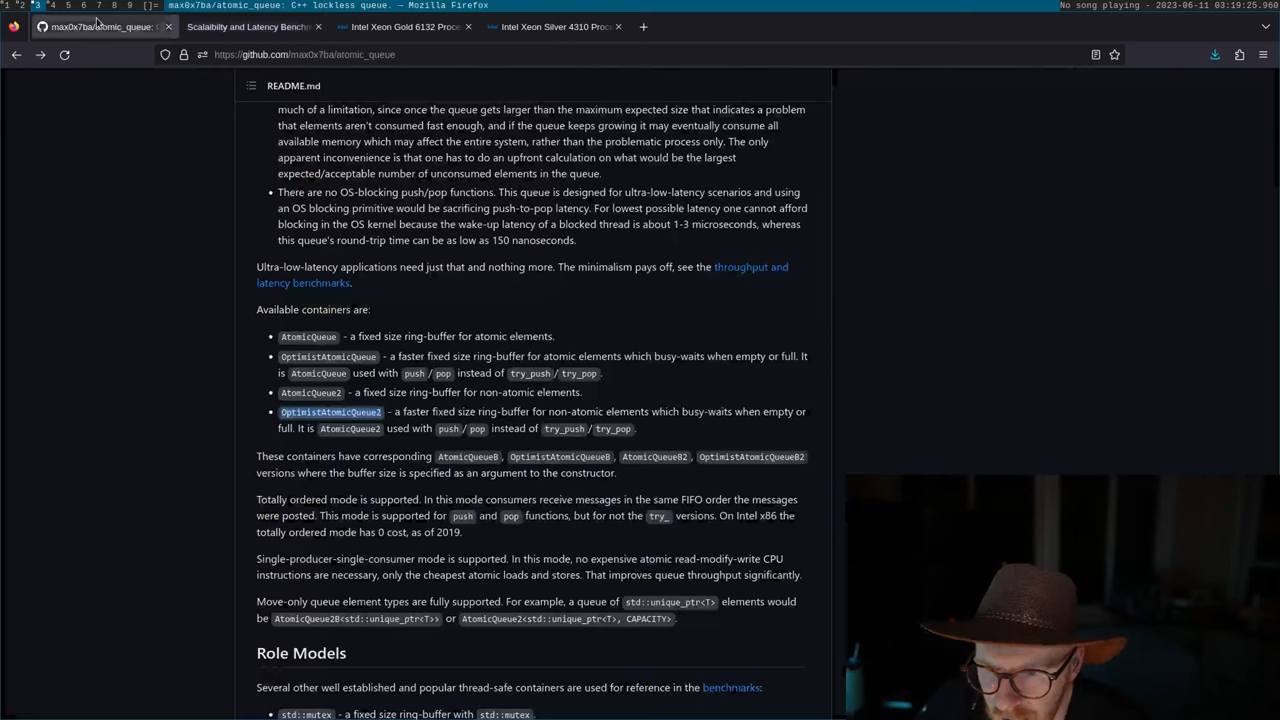 1 2 3 4 5 6 7 8 9 []= max0x7ba/atomic_queue: C++ lockless queue. — Mozilla Firefox No song playing - 2023-06-11 03:19:25.960
max0x7ba/atomic_queue: C Scalaibilty and Latency Benchm Intel Xeon Gold 6132 Proce Intel Xeon Silver 4310 Proc
https://github.com/max0x7ba/atomic_queue
README.md
much of a limitation, since once the queue gets larger than the maximum expected size that indicates a problem
that elements aren't consumed fast enough, and if the queue keeps growing it may eventually consume all
available memory which may affect the entire system, rather than the problematic process only. The only
apparent inconvenience is that one has to do an upfront calculation on what would be the largest
expected/acceptable number of unconsumed elements in the queue.
• There are no OS-blocking push/pop functions. This queue is designed for ultra-low-latency scenarios and using
an OS blocking primitive would be sacrificing push-to-pop latency. For lowest possible latency one cannot afford
blocking in the OS kernel because the wake-up latency of a blocked thread is about 1-3 microseconds, whereas
this queue's round-trip time can be as low as 150 nanoseconds.
Ultra-low-latency applications need just that and nothing more. The minimalism pays off, see the throughput and
latency benchmarks.
Available containers are:
• AtomicQueue - a fixed size ring-buffer for atomic elements.
• OptimistAtomicQueue - a faster fixed size ring-buffer for atomic elements which busy-waits when empty or full. It
is AtomicQueue used with push/pop instead of try_push/try_pop.
• AtomicQueue2 - a fixed size ring-buffer for non-atomic elements.
• OptimistAtomicQueue2 - a faster fixed size ring-buffer for non-atomic elements which busy-waits when empty or
full. It is AtomicQueue2 used with push/pop instead of try_push/try_pop.
These containers have corresponding AtomicQueueB, OptimistAtomicQueueB, AtomicQueueB2, OptimistAtomicQueueB2
versions where the buffer size is specified as an argument to the constructor.
Totally ordered mode is supported. In this mode consumers receive messages in the same FIFO order the messages
were posted. This mode is supported for push and pop functions, but for not the try_ versions. On Intel x86 the
totally ordered mode has 0 cost, as of 2019.
Single-producer-single-consumer mode is supported. In this mode, no expensive atomic read-modify-write CPU
instructions are necessary, only the cheapest atomic loads and stores. That improves queue throughput significantly.
Move-only queue element types are fully supported. For example, a queue of std::unique_ptr<T> elements would
be AtomicQueue2B<std::unique_ptr<T>> or AtomicQueue2<std::unique_ptr<T>, CAPACITY>.
Role Models
Several other well established and popular thread-safe containers are used for reference in the benchmarks:
• std::mutex - a fixed size ring-buffer with std::mutex.